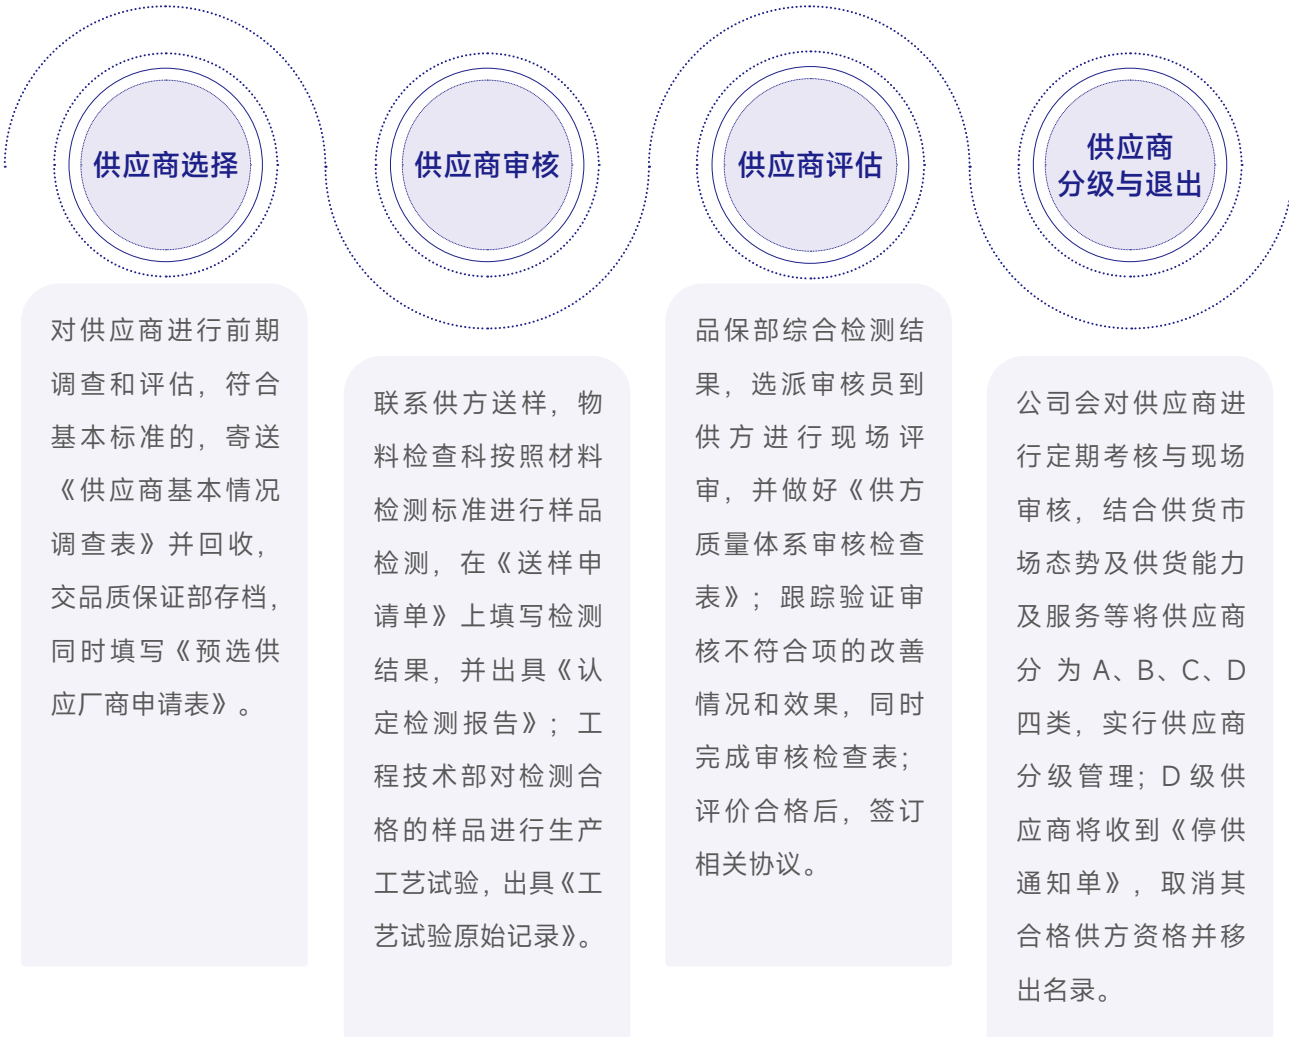 供应商选择
对供应商进行前期
调查和评估，符合
基本标准的，寄送
《供应商基本情况
调查表》并回收，
交品质保证部存档，
同时填写《预选供
应厂商申请表》。
供应商审核
联系供方送样，物
料检查科按照材料
检测标准进行样品
检测，在《送样申
请单》上填写检测
结果，并出具《认
定检测报告》；工
程技术部对检测合
格的样品进行生产
工艺试验，出具《工
艺试验原始记录》。
供应商评估
品保部综合检测结
果，选派审核员到
供方进行现场评
审，并做好《供方
质量体系审核检查
表》；跟踪验证审
核不符合项的改善
情况和效果，同时
完成审核检查表；
评价合格后，签订
相关协议。
供应商
分级与退出
公司会对供应商进
行定期考核与现场
审核，结合供货市
场态势及供货能力
及服务等将供应商
分 为 A、B、C、D
四类，实行供应商
分级管理；D 级供
应商将收到《停供
通知单》，取消其
合格供方资格并移
出名录。